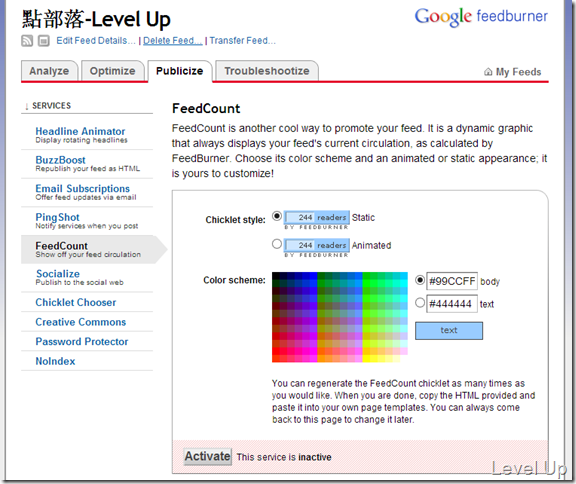 點部落-Level Up
Google feedburner
Edit Feed Details... | Delete Feed... | Transfer Feed...
Analyze
Optimize
Publicize
Troubleshootize
My Feeds
↓ SERVICES
Headline Animator
Display rotating headlines
BuzzBoost
Republish your feed as HTML
Email Subscriptions
Offer feed updates via email
PingShot
Notify services when you post
FeedCount
Show off your feed circulation
Socialize
Publish to the social web
Chicklet Chooser
Creative Commons
Password Protector
NoIndex
FeedCount
FeedCount is another cool way to promote your feed. It is a dynamic graphic
that always displays your feed's current circulation, as calculated by
FeedBurner. Choose its color scheme and an animated or static appearance; it
is yours to customize!
Chicklet style:
244 readers Static
BY FEEDBURNER
244 readers Animated
BY FEEDBURNER
Color scheme:
#99CCFF body
#444444 text
text
You can regenerate the FeedCount chicklet as many times as
you would like. When you are done, copy the HTML provided and
paste it into your own page templates. You can always come
back to this page to change it later.
Activate This service is inactive
Level Up